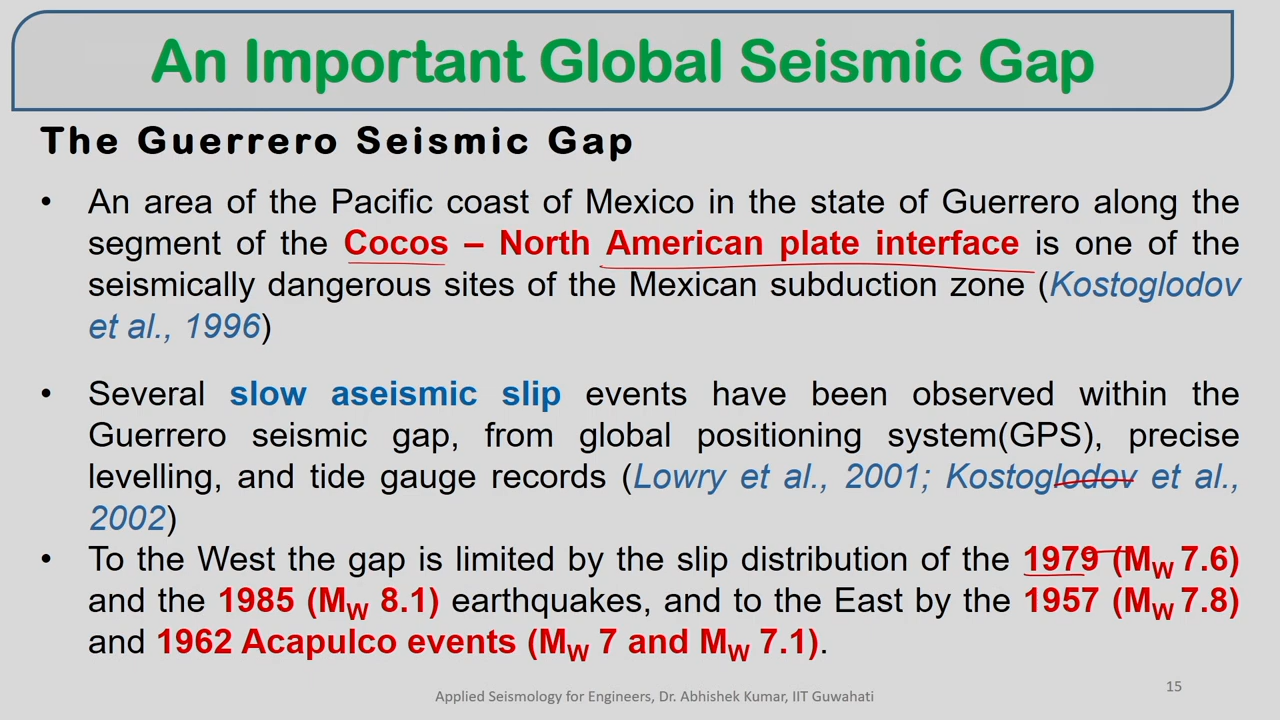 An Important Global Seismic Gap
The Guerrero Seismic Gap
• An area of the Pacific coast of Mexico in the state of Guerrero along the
segment of the Cocos – North American plate interface is one of the
seismically dangerous sites of the Mexican subduction zone (Kostoglodov
et al., 1996)
• Several slow aseismic slip events have been observed within the
Guerrero seismic gap, from global positioning system(GPS), precise
levelling, and tide gauge records (Lowry et al., 2001; Kostoglodov et al.,
2002)
• To the West the gap is limited by the slip distribution of the 1979 (MW 7.6)
and the 1985 (MW 8.1) earthquakes, and to the East by the 1957 (MW 7.8)
and 1962 Acapulco events (MW 7 and MW 7.1).
Applied Seismology for Engineers, Dr. Abhishek Kumar, IIT Guwahati
15